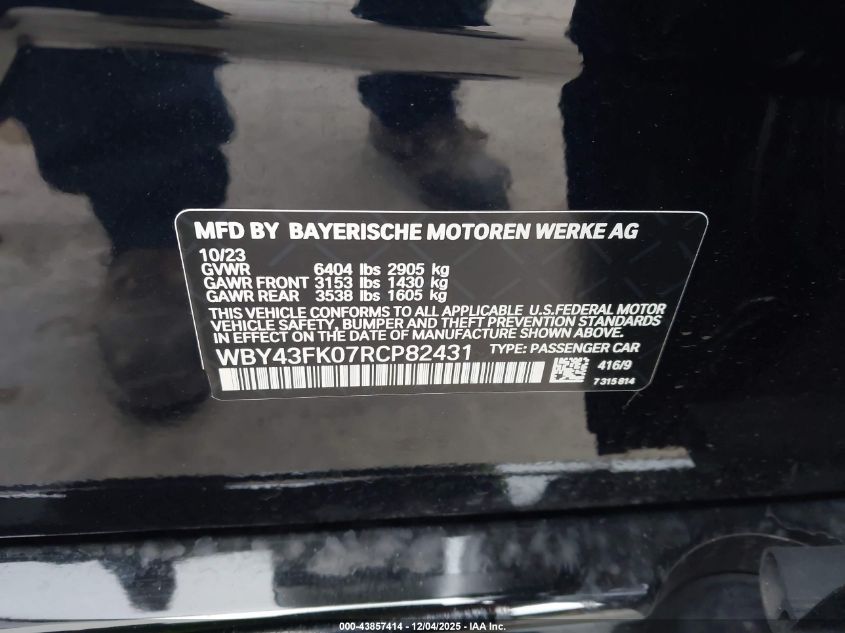 MFD BY BAYERISCHE MOTOREN WERKE AG
10/23
GVWR 6404 lbs 2905 kg
GAWR FRONT 3153 lbs 1430 kg
GAWR REAR 3538 lbs 1605 kg
THIS VEHICLE CONFORMS TO ALL APPLICABLE U.S.FEDERAL MOTOR
VEHICLE SAFETY, BUMPER AND THEFT PREVENTION STANDARDS
IN EFFECT ON THE DATE OF MANUFACTURE SHOWN ABOVE.
WBY43FK07RCP82431 TYPE: PASSENGER CAR
416/9
7 315 814
000-43857414 - 12/04/2025 - IAA Inc.